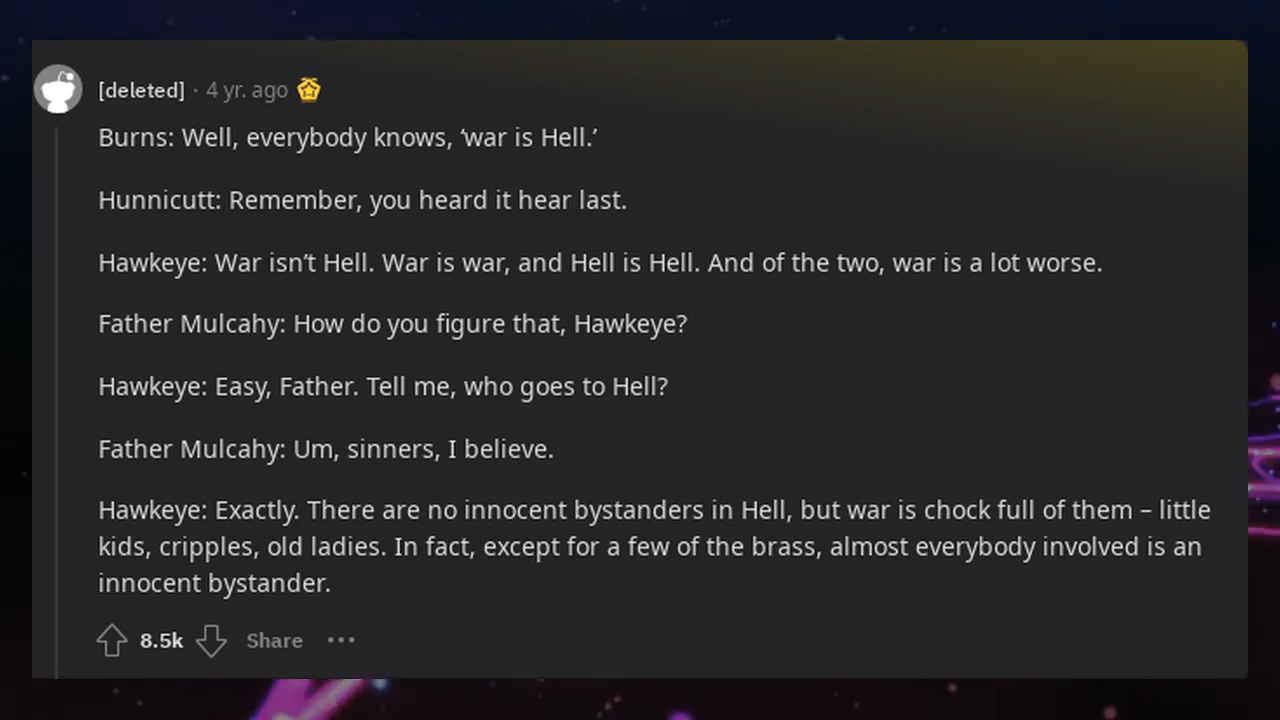 [deleted] · 4 yr. ago
Burns: Well, everybody knows, ‘war is Hell.’
Hunnicutt: Remember, you heard it hear last.
Hawkeye: War isn’t Hell. War is war, and Hell is Hell. And of the two, war is a lot worse.
Father Mulcahy: How do you figure that, Hawkeye?
Hawkeye: Easy, Father. Tell me, who goes to Hell?
Father Mulcahy: Um, sinners, I believe.
Hawkeye: Exactly. There are no innocent bystanders in Hell, but war is chock full of them – little
kids, cripples, old ladies. In fact, except for a few of the brass, almost everybody involved is an
innocent bystander.
8.5k Share ···